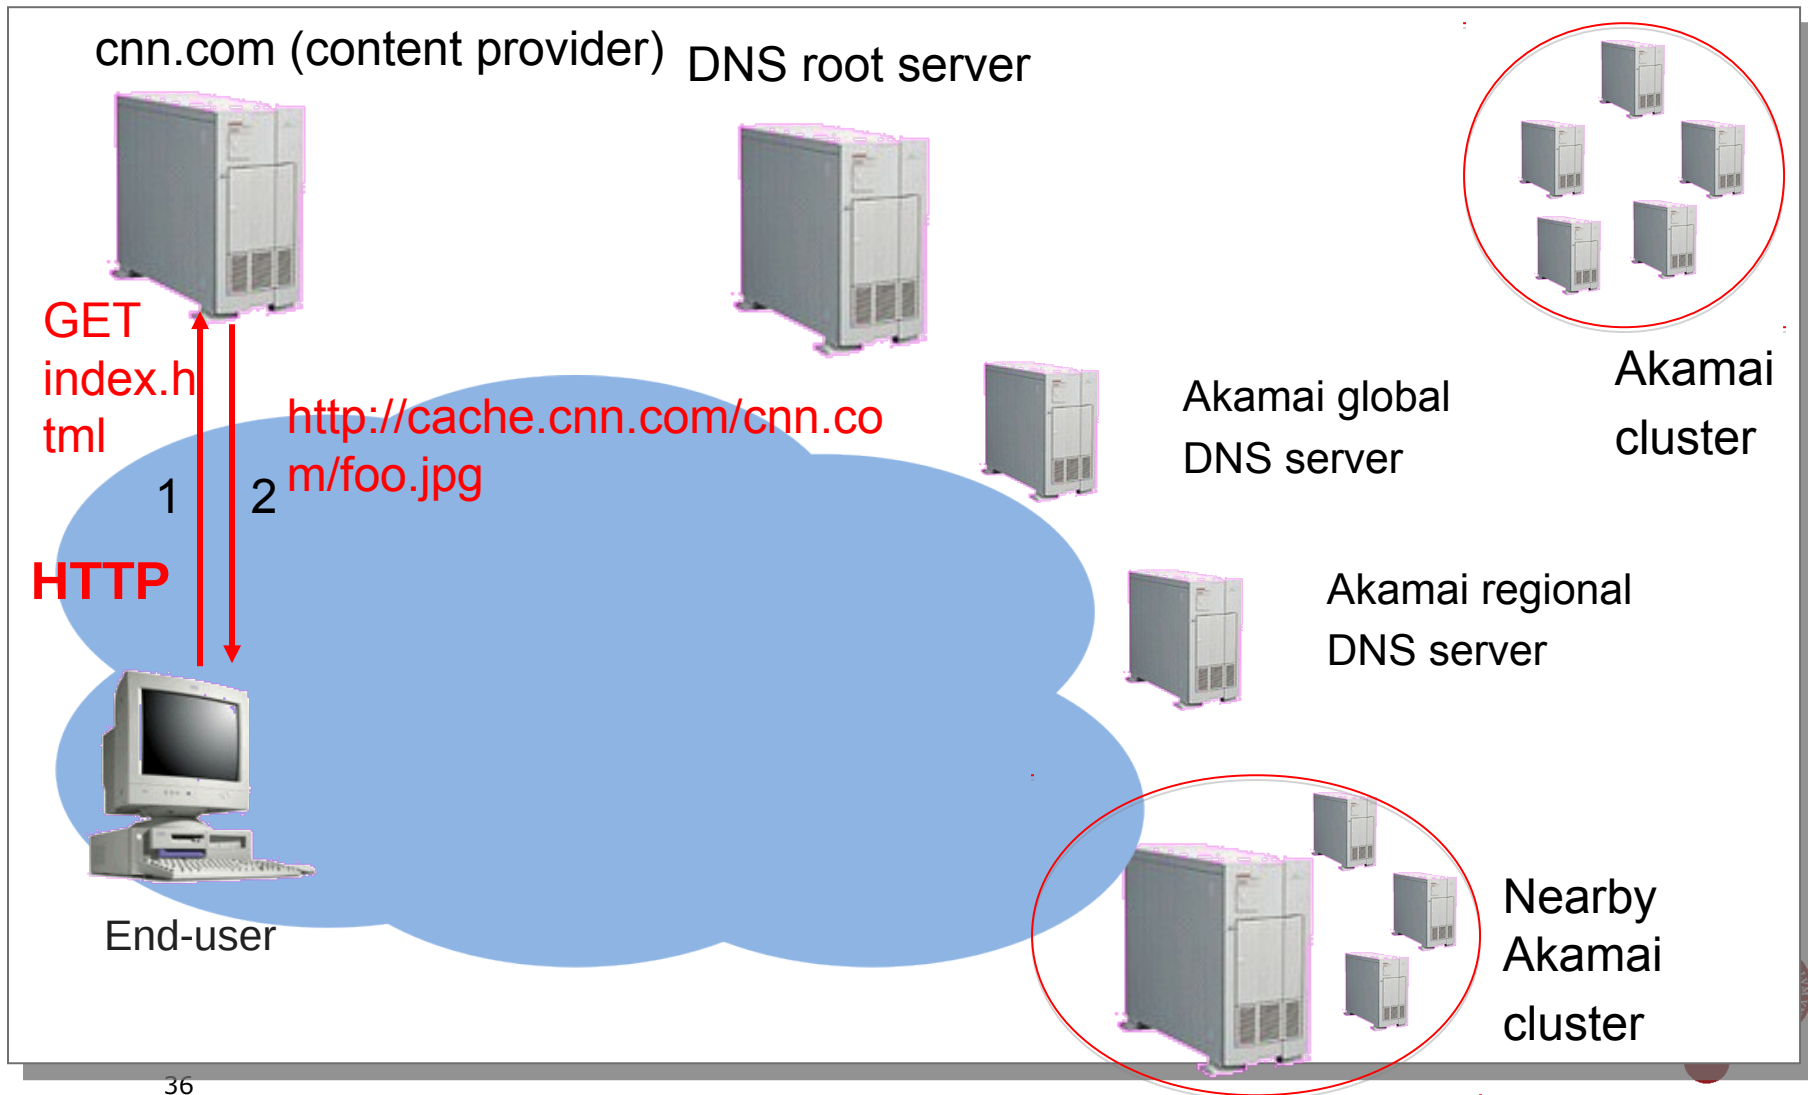 cnn.com (content provider)
DNS root server
GET
index.h
tml
http://cache.cnn.com/cnn.co
m/foo.jpg
1
2
HTTP
Akamai global
DNS server
Akamai
cluster
Akamai regional
DNS server
End-user
Nearby
Akamai
cluster
36